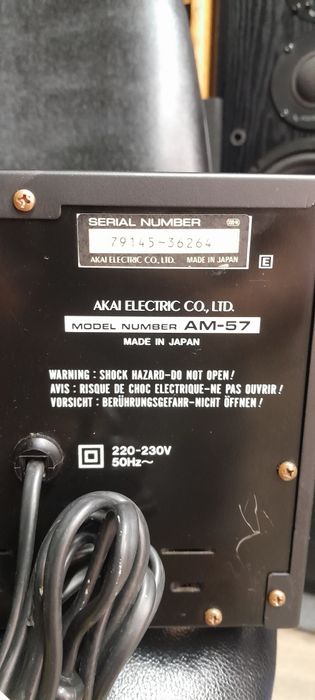 SERIAL NUMBER
79145-36264
AKAI ELECTRIC CO., LTD. MADE IN JAPAN
E
AKAI ELECTRIC CO., LTD.
MODEL NUMBER AM-57
MADE IN JAPAN
WARNING : SHOCK HAZARD-DO NOT OPEN!
AVIS : RISQUE DE CHOC ELECTRIQUE-NE PAS OUVRIR!
VORSICHT : BERÜHRUNGSGEFAHR-NICHT ÖFFNEN!
220-230V
50Hz~